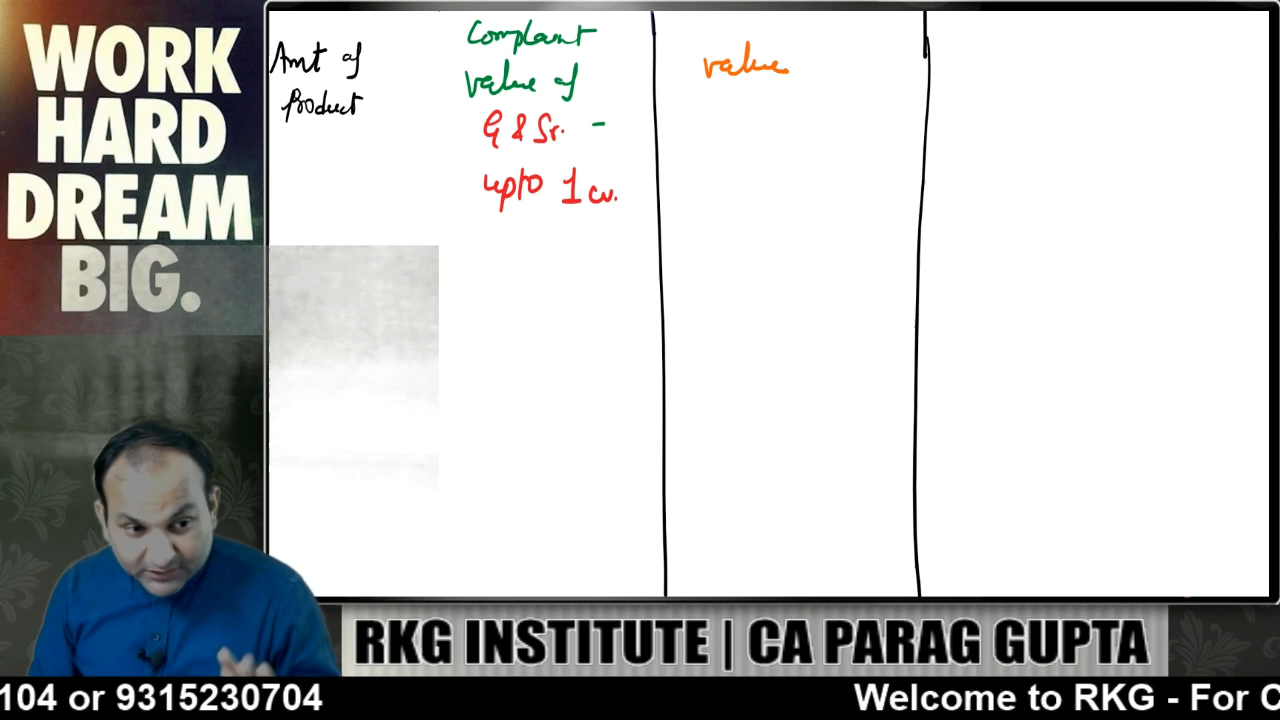 WORK
HARD
DREAM
BIG.
Amt of
Product
Complaint
value of
G & Sr. -
upto 1 cr.
value
RKG INSTITUTE | CA PARAG GUPTA
104 or 9315230704
Welcome to RKG - For C